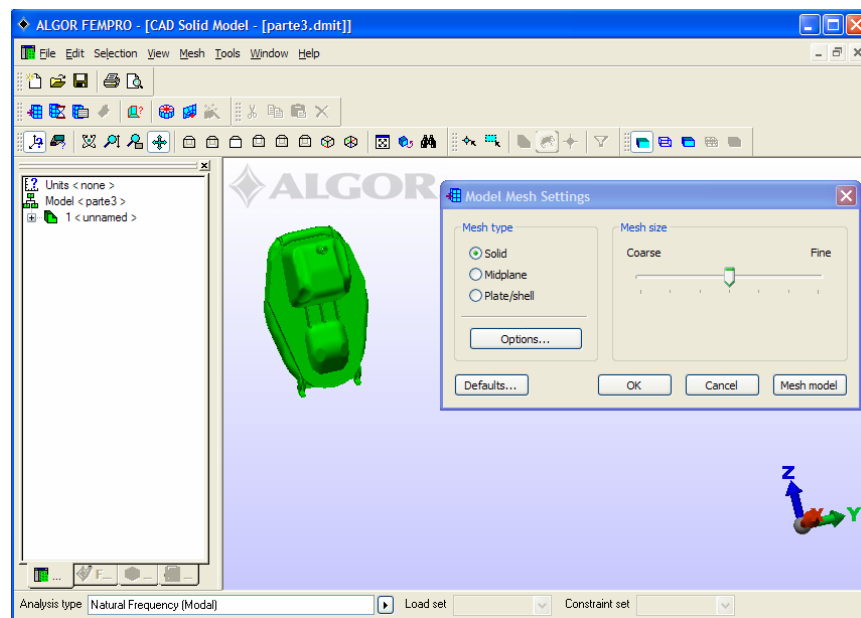 ALGOR FEMPRO - [CAD Solid Model - [parte3.dmit]]
File Edit Selection View Mesh Tools Window Help
Units < none >
Model < parte3 >
1 < unnamed >
ALGOR
Model Mesh Settings
Mesh type
Solid
Midplane
Plate/shell
Options...
Mesh size
Coarse Fine
Defaults... OK Cancel Mesh model
Z
X
Y
... F... ... ...
Analysis type Natural Frequency (Modal) Load set Constraint set